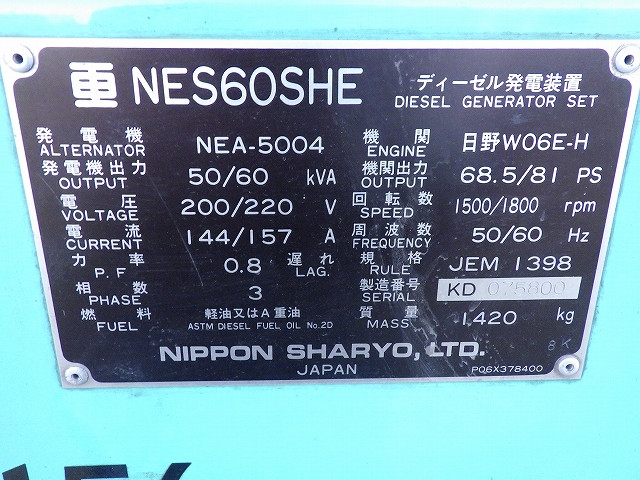 重 NES60SHE ディーゼル発電装置
DIESEL GENERATOR SET
発電機 ALTERNATOR NEA-5004 機関 ENGINE 日野W06E-H
発電機出力 OUTPUT 50/60 kVA 機関出力 OUTPUT 68.5/81 PS
電圧 VOLTAGE 200/220 V 回転数 SPEED 1500/1800 rpm
電流 CURRENT 144/157 A 周波数 FREQUENCY 50/60 Hz
力率 P.F 0.8 遅れ LAG. 規格 RULE JEM 1398
相数 PHASE 3 製造番号 SERIAL KD
燃料 FUEL 軽油又はA重油 ASTM DIESEL FUEL OIL No.2D 質量 MASS 1420 kg
NIPPON SHARYO, LTD. 8K
JAPAN P06X378400